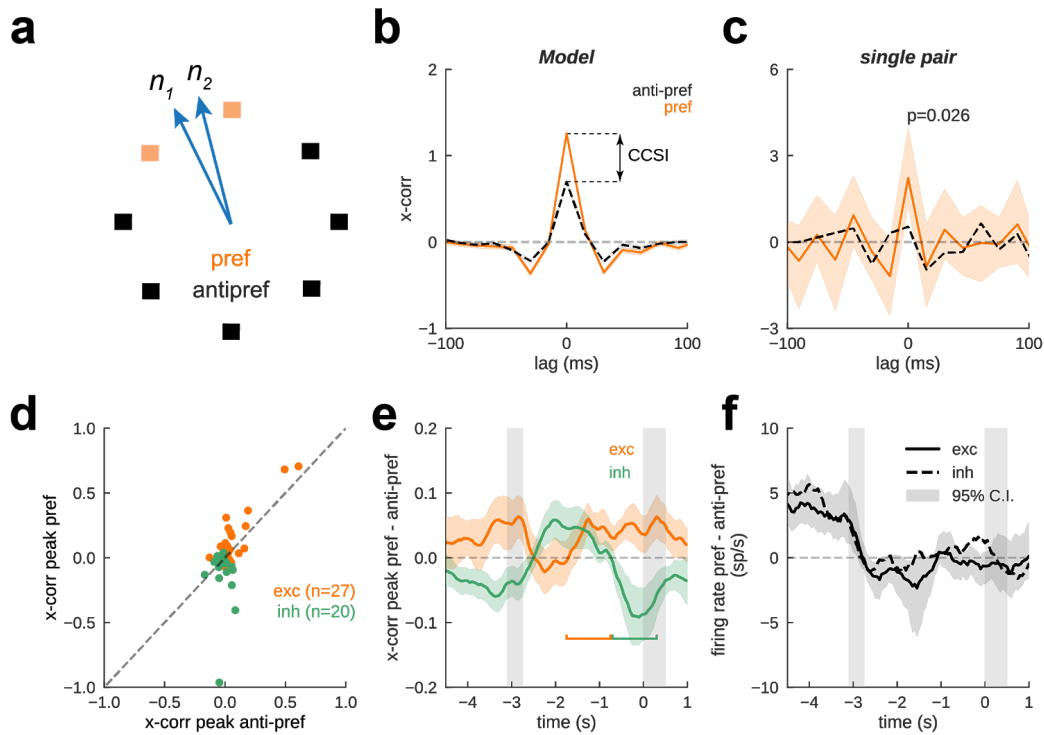 a
n1
n2
pref
antipref
b
Model
2
1
0
−1
x-corr
anti-pref
pref
CCSI
−100
0
100
lag (ms)
c
single pair
6
3
0
−3
p=0.026
−100
0
100
lag (ms)
d
1.0
0.5
0.0
−0.5
−1.0
x-corr peak pref
exc (n=27)
inh (n=20)
−1.0
0.0
0.0
1.0
x-corr peak anti-pref
e
0.2
0.1
0.0
−0.1
−0.2
x-corr peak pref - anti-pref
exc
inh
−4
−3
−2
−1
0
1
time (s)
f
10
5
0
−5
−10
firing rate pref - anti-pref
(sp/s)
exc
inh
95% C.I.
−4
−3
−2
−1
0
1
time (s)